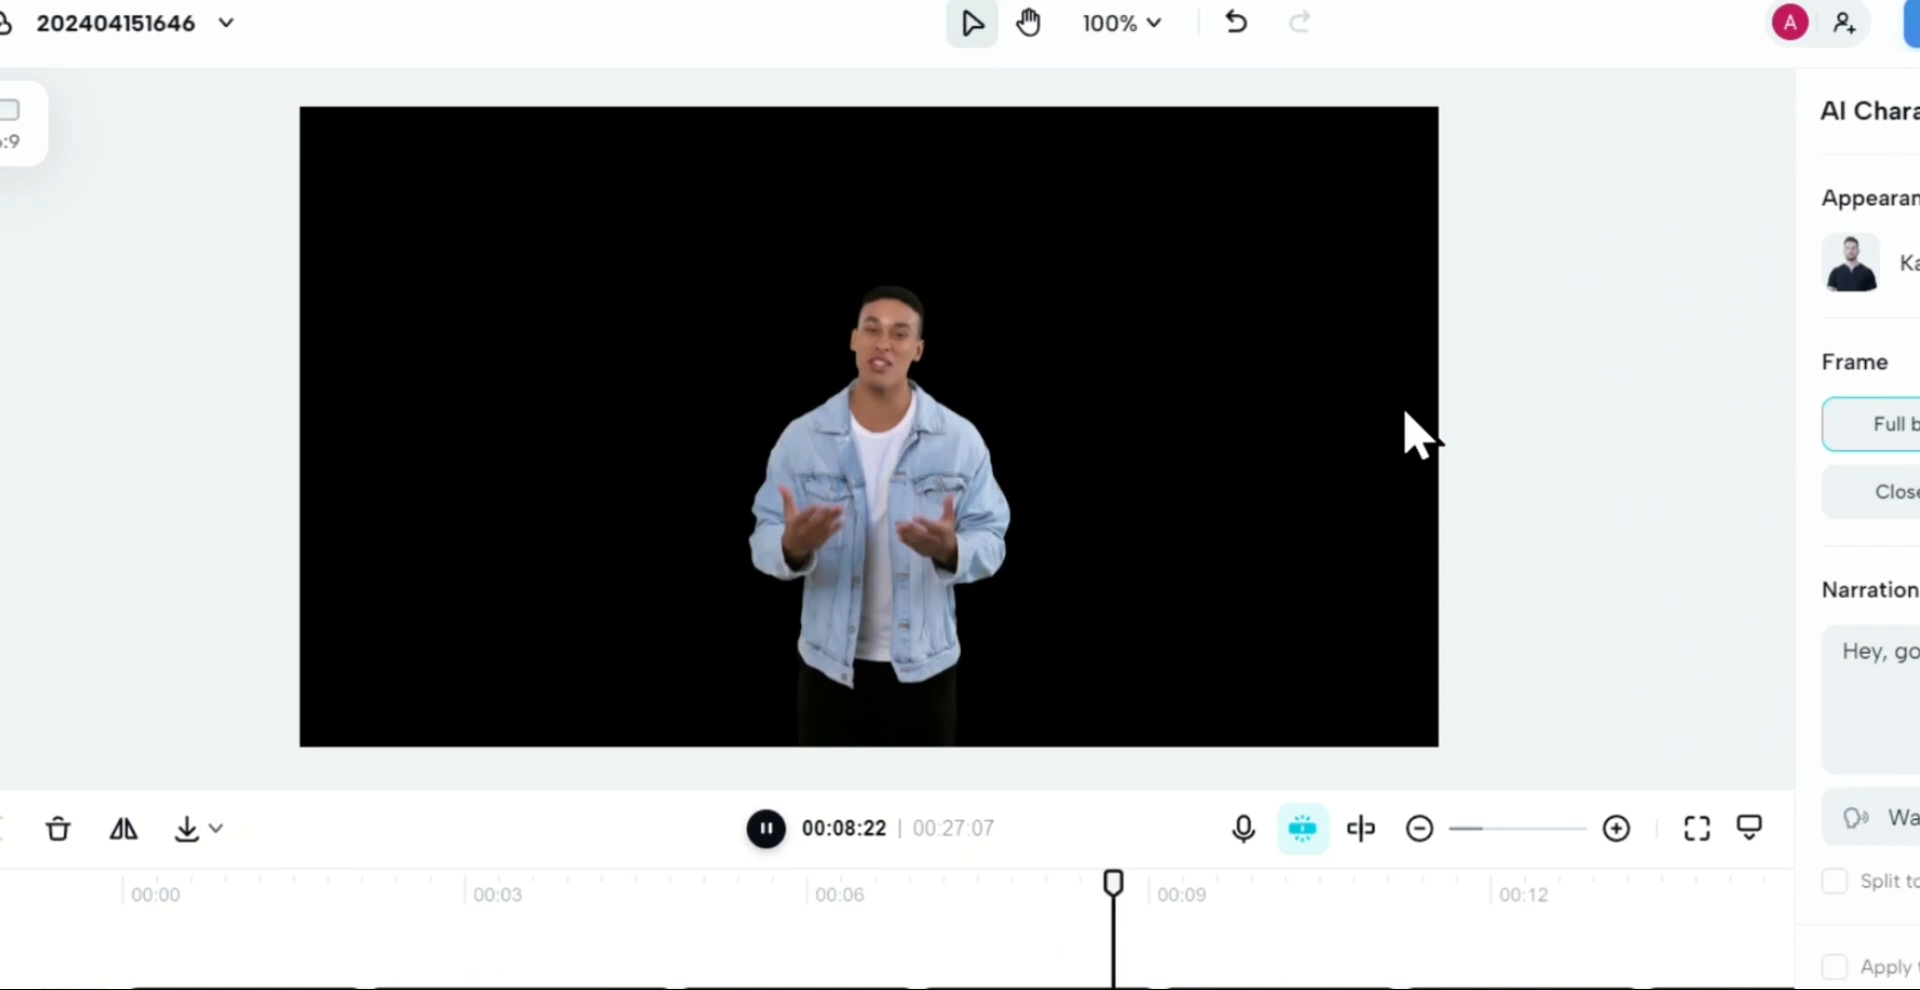 202404151646
100%
A
:9
AI Chara
Appearan
Ka
Frame
Full b
Close
Narration
Hey, go
Wa
Split to
Apply t
00:08:22 | 00:27:07
00:00 00:03 00:06 00:09 00:12